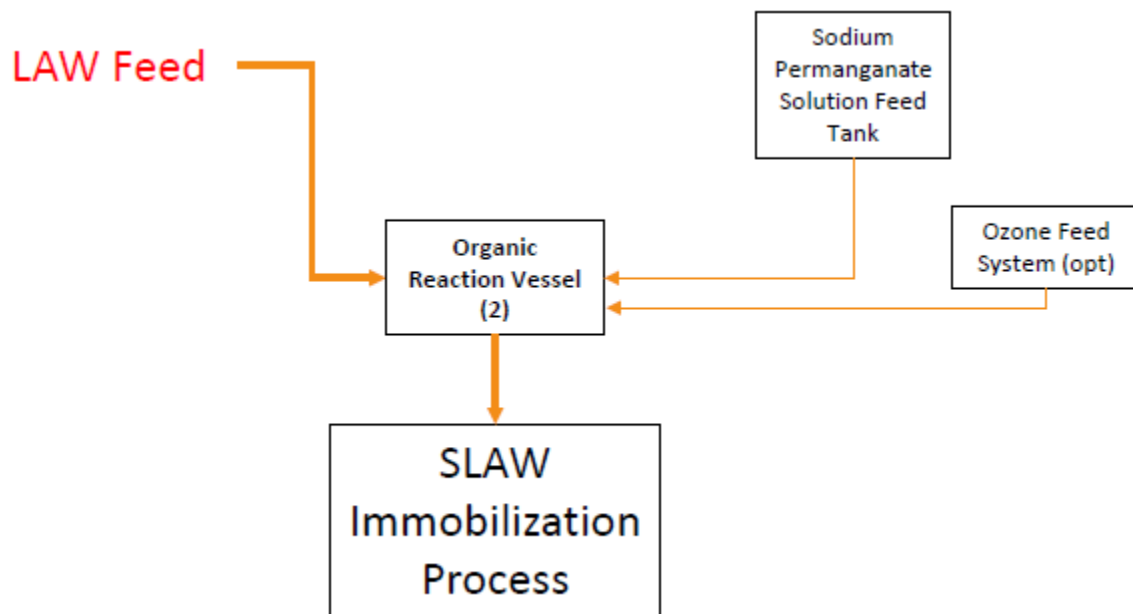 LAW Feed
Sodium
Permanganate
Solution Feed
Tank
Ozone Feed
System (opt)
Organic
Reaction Vessel
(2)
SLAW
Immobilization
Process